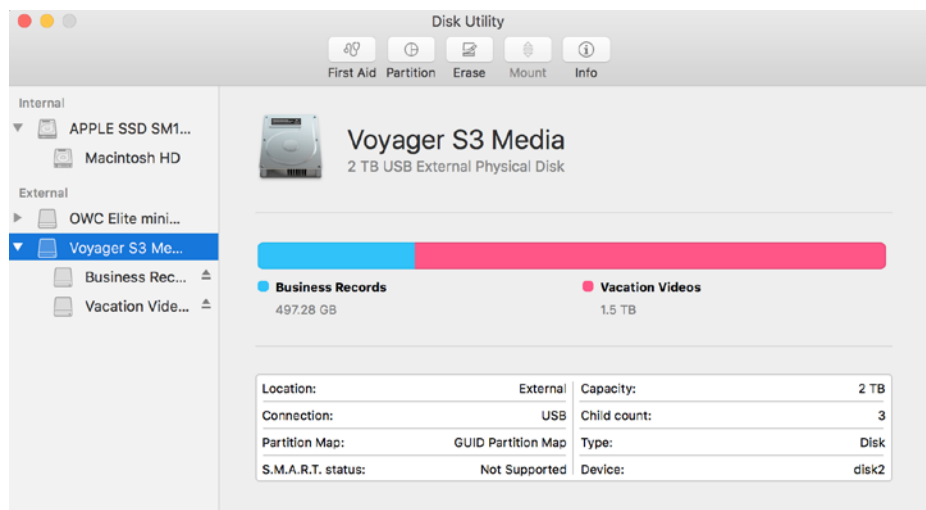 Disk Utility
First Aid Partition Erase Mount Info
Internal
APPLE SSD SM1...
Macintosh HD
External
OWC Elite mini...
Voyager S3 Me...
Business Rec...
Vacation Vide...
Voyager S3 Media
2 TB USB External Physical Disk
Business Records
497.28 GB
Vacation Videos
1.5 TB
Location: External
Capacity: 2 TB
Connection: USB
Child count: 3
Partition Map: GUID Partition Map
Type: Disk
S.M.A.R.T. status: Not Supported
Device: disk2